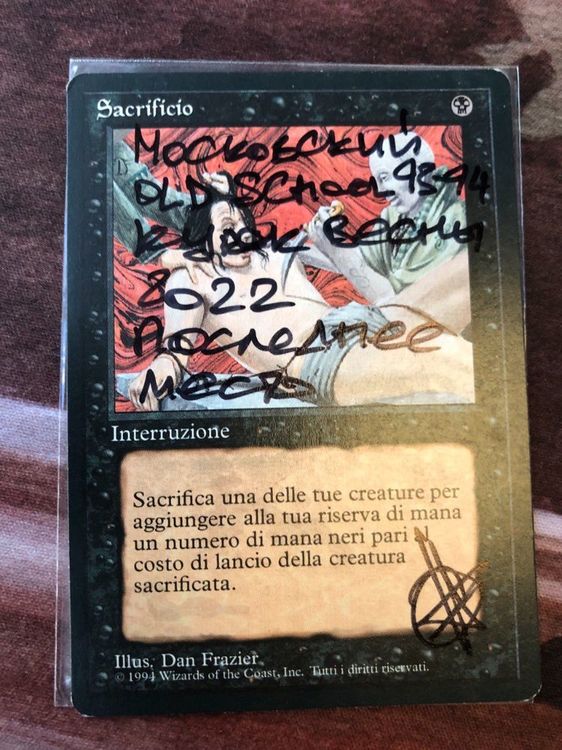 Sacrificio
Московский
OLD SCHOOL 93-94
кубок весны
2022
Последнее
место
Interruzione
Sacrifica una delle tue creature per
aggiungere alla tua riserva di mana
un numero di mana neri pari al
costo di lancio della creatura
sacrificata.
Illus. Dan Frazier
© 1994 Wizards of the Coast, Inc. Tutti i diritti riservati.